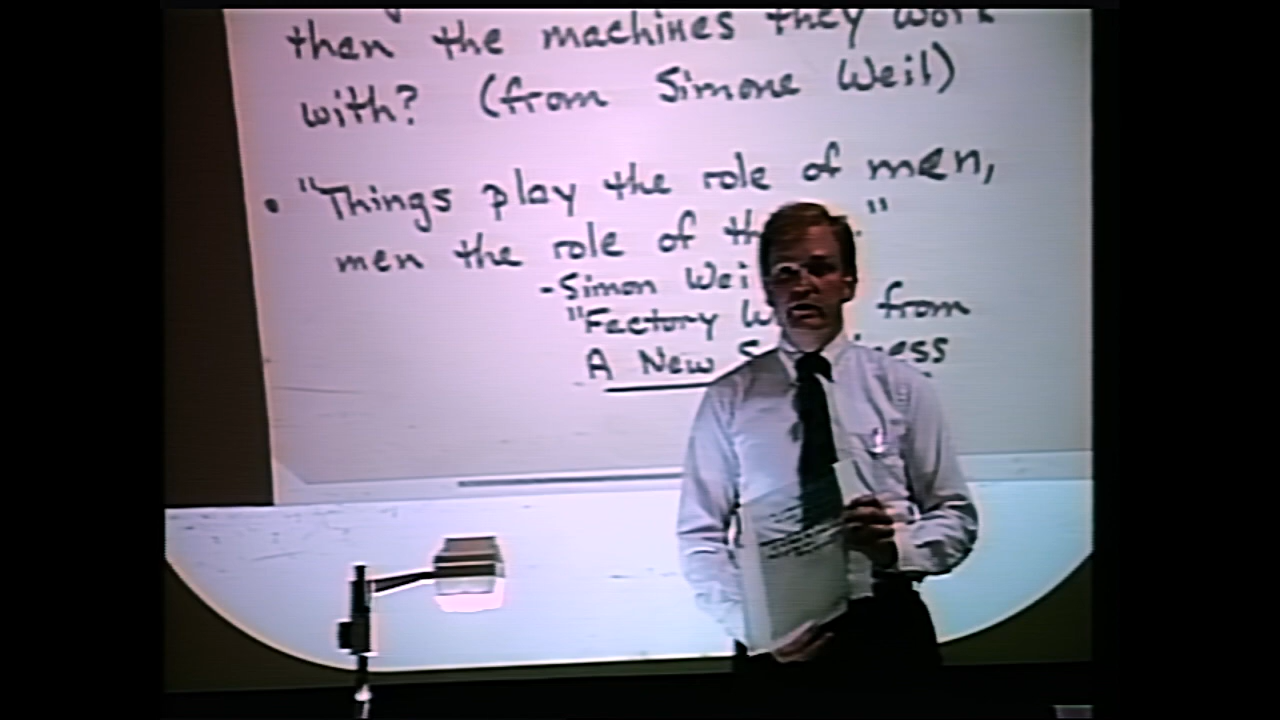 then the machines they work
with? (from Simone Weil)
• "Things play the role of men,
men the role of "
-Simon Wei
"Factory W from
A New ess